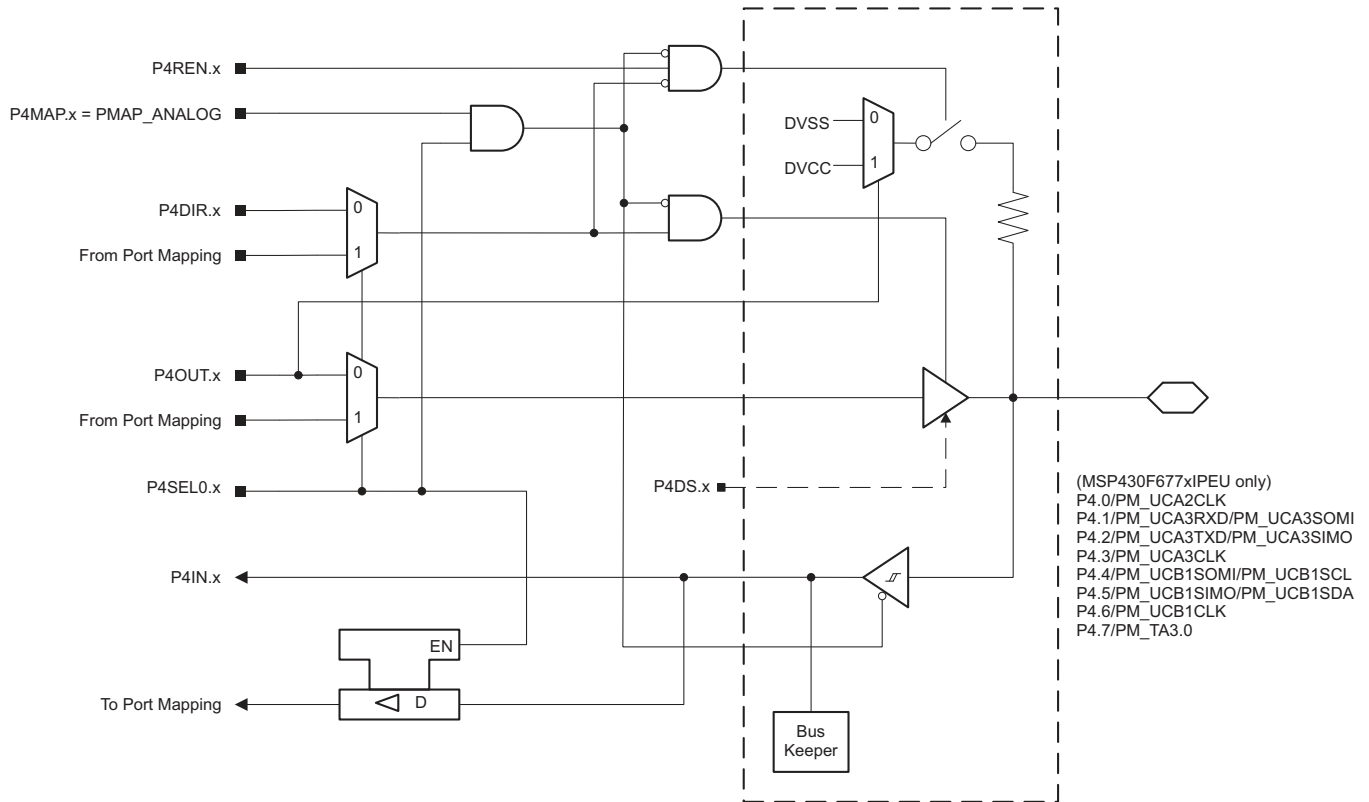 P4REN.x
P4MAP.x = PMAP_ANALOG
DVSS
0
DVCC
1
P4DIR.x
0
From Port Mapping
1
P4OUT.x
0
From Port Mapping
1
P4SEL0.x
P4DS.x
(MSP430F677xIPEU only)
P4.0/PM_UCA2CLK
P4.1/PM_UCA3RXD/PM_UCA3SOMI
P4.2/PM_UCA3TXD/PM_UCA3SIMO
P4.3/PM_UCA3CLK
P4.4/PM_UCB1SOMI/PM_UCB1SCL
P4.5/PM_UCB1SIMO/PM_UCB1SDA
P4.6/PM_UCB1CLK
P4.7/PM_TA3.0
P4IN.x
EN
To Port Mapping
D
Bus
Keeper